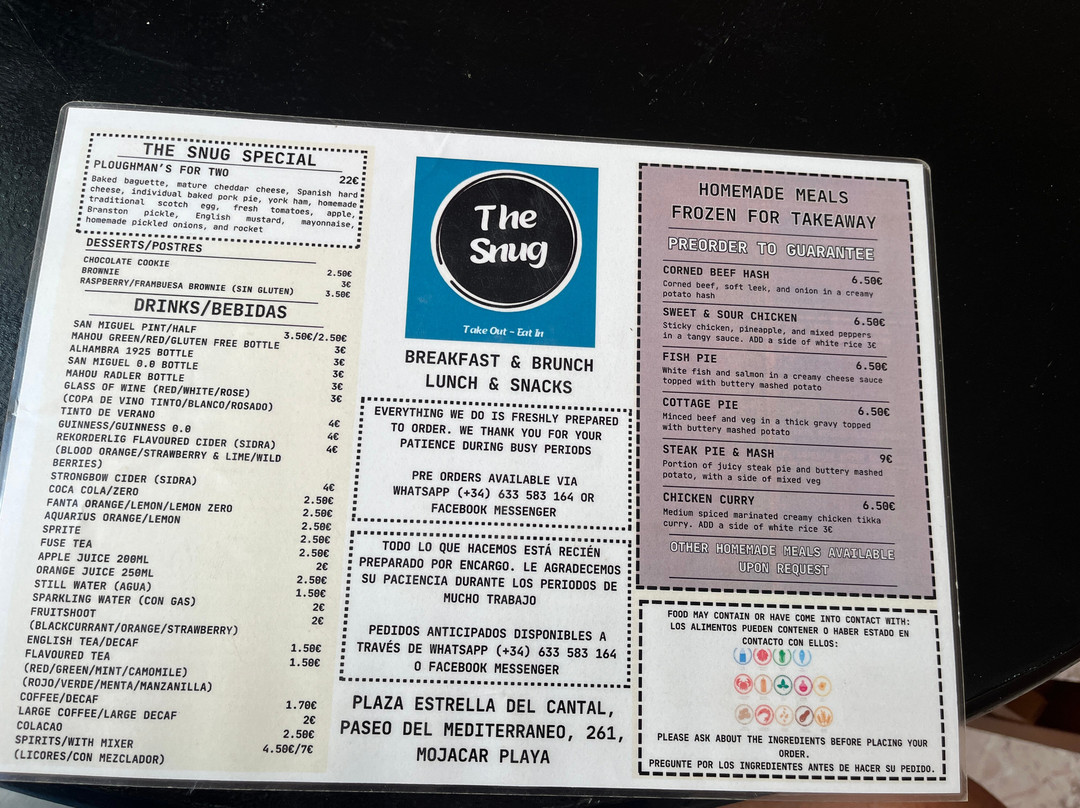 THE SNUG SPECIAL
PLOUGHMAN'S FOR TWO 22€
Baked baguette, mature cheddar cheese, Spanish hard
cheese, individual baked pork pie, york ham, homemade
traditional scotch egg, fresh tomatoes, apple,
Branston pickle, English mustard, mayonnaise,
homemade pickled onions, and rocket
DESSERTS/POSTRES
CHOCOLATE COOKIE 2.50€
BROWNIE 3€
RASPBERRY/FRAMBUESA BROWNIE (SIN GLUTEN) 3.50€
DRINKS/BEBIDAS
SAN MIGUEL PINT/HALF 3.50€/2.50€
MAHOU GREEN/RED/GLUTEN FREE BOTTLE 3€
ALHAMBRA 1925 BOTTLE 3€
SAN MIGUEL 0.0 BOTTLE 3€
MAHOU RADLER BOTTLE 3€
GLASS OF WINE (RED/WHITE/ROSE) 3€
(COPA DE VINO TINTO/BLANCO/ROSADO)
TINTO DE VERANO 4€
GUINNESS/GUINNESS 0.0 4€
REKORDERLIG FLAVOURED CIDER (SIDRA) 4€
(BLOOD ORANGE/STRAWBERRY & LIME/WILD
BERRIES)
STRONGBOW CIDER (SIDRA) 4€
COCA COLA/ZERO 2.50€
FANTA ORANGE/LEMON/LEMON ZERO 2.50€
AQUARIUS ORANGE/LEMON 2.50€
SPRITE 2.50€
FUSE TEA 2.50€
APPLE JUICE 200ML 2€
ORANGE JUICE 250ML 2.50€
STILL WATER (AGUA) 1.50€
SPARKLING WATER (CON GAS) 2€
FRUITSHOOT 2€
(BLACKCURRANT/ORANGE/STRAWBERRY)
ENGLISH TEA/DECAF 1.50€
FLAVOURED TEA 1.50€
(RED/GREEN/MINT/CAMOMILE)
(ROJO/VERDE/MENTA/MANZANILLA)
COFFEE/DECAF 1.70€
LARGE COFFEE/LARGE DECAF 2€
COLACAO 2.50€
SPIRITS/WITH MIXER 4.50€/7€
(LICORES/CON MEZCLADOR)
The
Snug
Take Out - Eat In
BREAKFAST & BRUNCH
LUNCH & SNACKS
EVERYTHING WE DO IS FRESHLY PREPARED
TO ORDER. WE THANK YOU FOR YOUR
PATIENCE DURING BUSY PERIODS
PRE ORDERS AVAILABLE VIA
WHATSAPP (+34) 633 583 164 OR
FACEBOOK MESSENGER
TODO LO QUE HACEMOS ESTÁ RECIÉN
PREPARADO POR ENCARGO. LE AGRADECEMOS
SU PACIENCIA DURANTE LOS PERIODOS DE
MUCHO TRABAJO
PEDIDOS ANTICIPADOS DISPONIBLES A
TRAVÉS DE WHATSAPP (+34) 633 583 164
O FACEBOOK MESSENGER
PLAZA ESTRELLA DEL CANTAL,
PASEO DEL MEDITERRANEO, 261,
MOJACAR PLAYA
HOMEMADE MEALS
FROZEN FOR TAKEAWAY
PREORDER TO GUARANTEE
CORNED BEEF HASH 6.50€
Corned beef, soft leek, and onion in a creamy
potato hash
SWEET & SOUR CHICKEN 6.50€
Sticky chicken, pineapple, and mixed peppers
in a tangy sauce. ADD a side of white rice 3€
FISH PIE 6.50€
White fish and salmon in a creamy cheese sauce
topped with buttery mashed potato
COTTAGE PIE 6.50€
Minced beef and veg in a thick gravy topped
with buttery mashed potato
STEAK PIE & MASH 9€
Portion of juicy steak pie and buttery mashed
potato, with a side of mixed veg
CHICKEN CURRY 6.50€
Medium spiced marinated creamy chicken tikka
curry. ADD a side of white rice 3€
OTHER HOMEMADE MEALS AVAILABLE
UPON REQUEST
FOOD MAY CONTAIN OR HAVE COME INTO CONTACT WITH:
LOS ALIMENTOS PUEDEN CONTENER O HABER ESTADO EN
CONTACTO CON ELLOS:
PLEASE ASK ABOUT THE INGREDIENTS BEFORE PLACING YOUR
ORDER.
PREGUNTE POR LOS INGREDIENTES ANTES DE HACER SU PEDIDO.